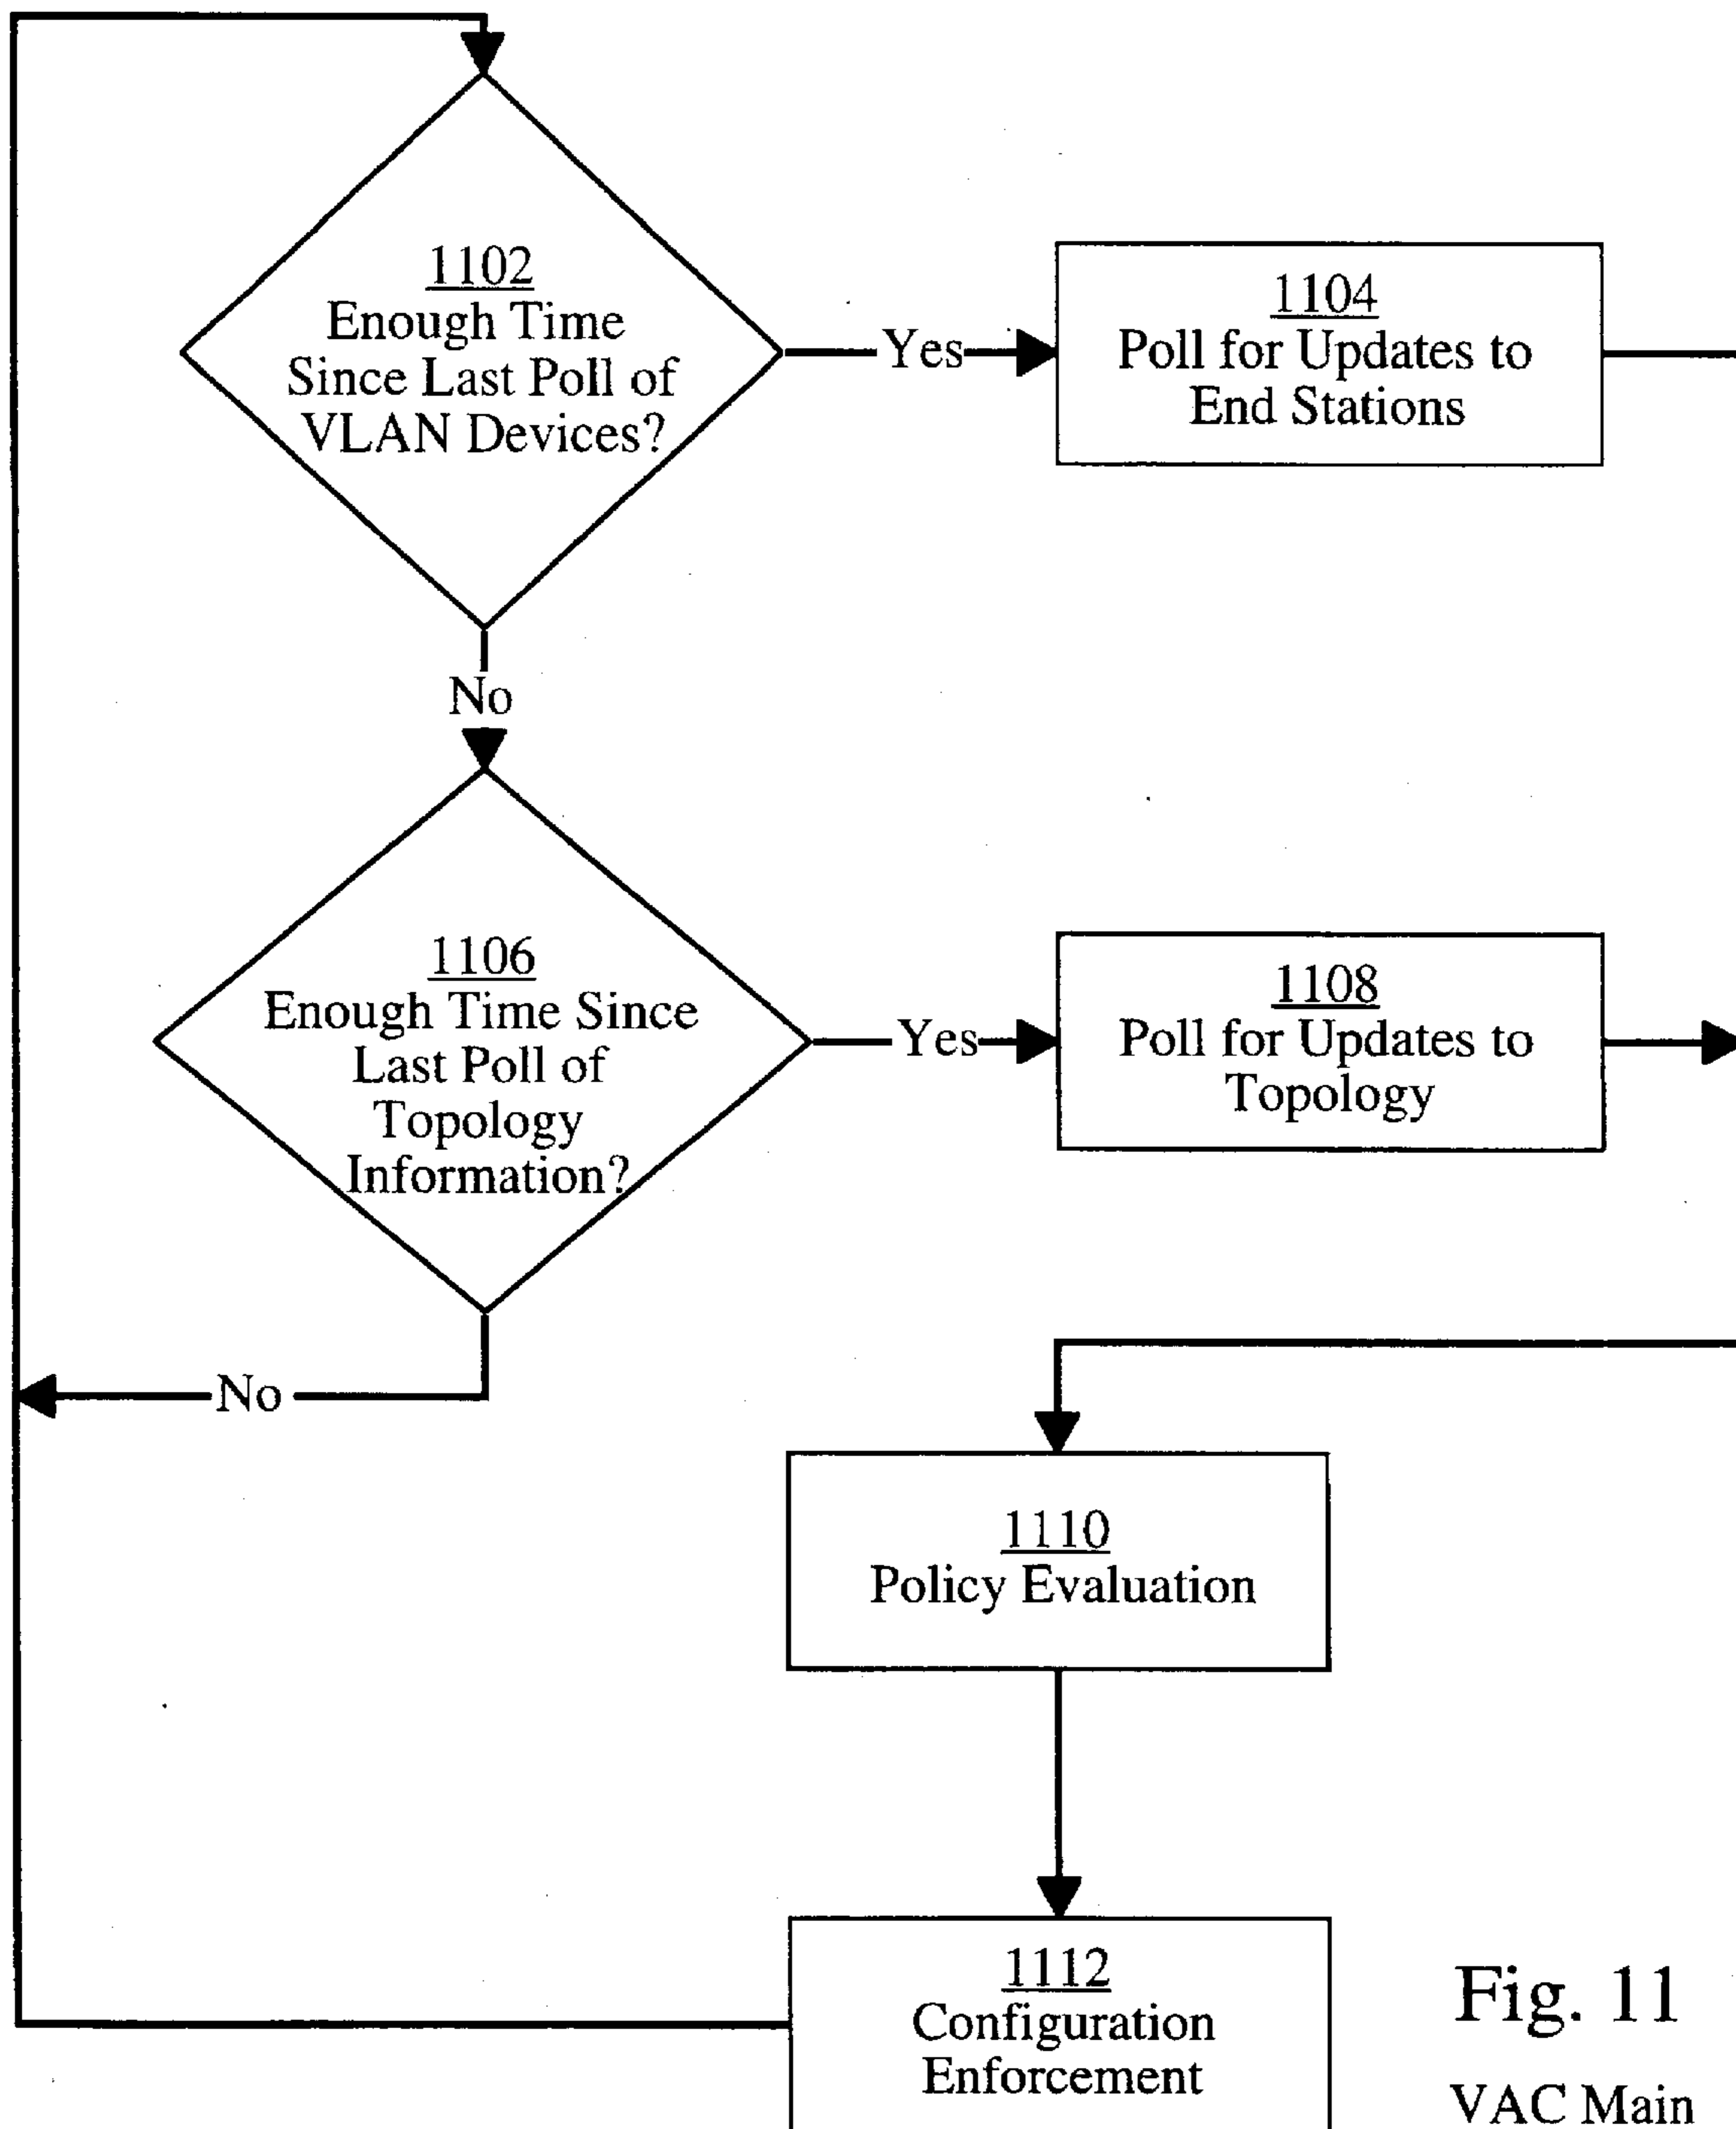 1102
Enough Time
Since Last Poll of
VLAN Devices?
Yes
1104
Poll for Updates to
End Stations
No
1106
Enough Time Since
Last Poll of
Topology
Information?
Yes
1108
Poll for Updates to
Topology
No
1110
Policy Evaluation
1112
Configuration
Enforcement
Fig. 11
VAC Main